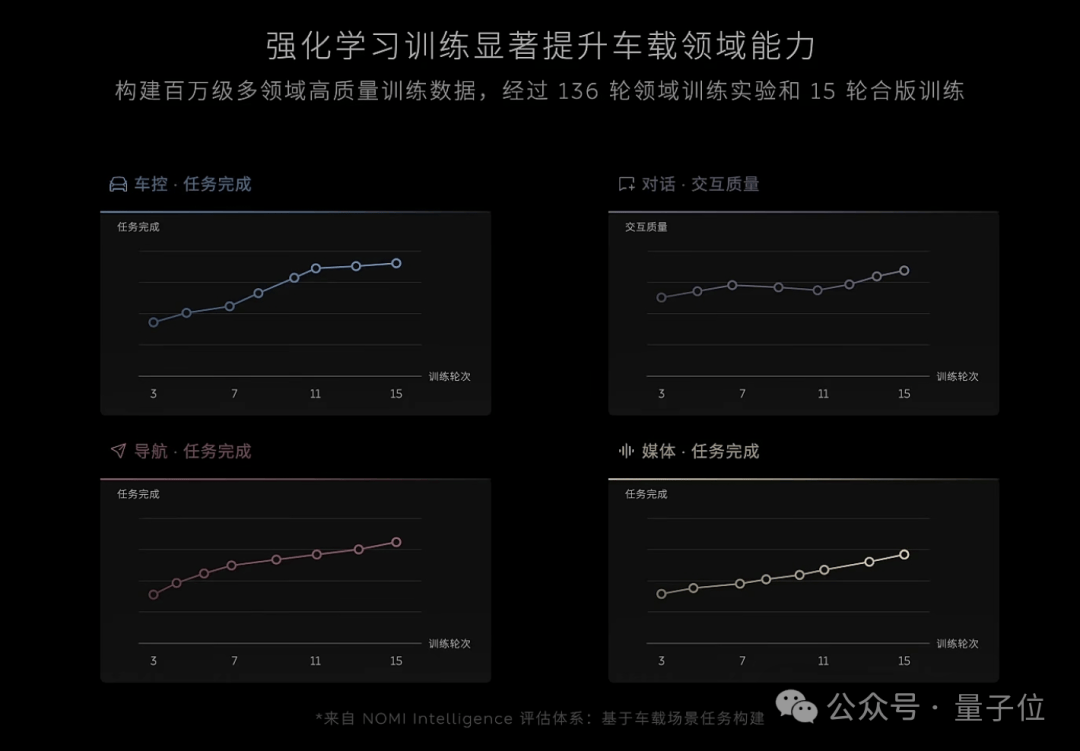 强化学习训练显著提升车载领域能力
构建百万级多领域高质量训练数据，经过 136 轮领域训练实验和 15 轮合版训练
车控 · 任务完成
任务完成
训练轮次
3 7 11 15
对话 · 交互质量
交互质量
训练轮次
3 7 11 15
导航 · 任务完成
任务完成
训练轮次
3 7 11 15
媒体 · 任务完成
任务完成
训练轮次
3 7 11 15
*来自 NOMI Intelligence 评估体系：基于车载场景任务构建
公众号 · 量子位